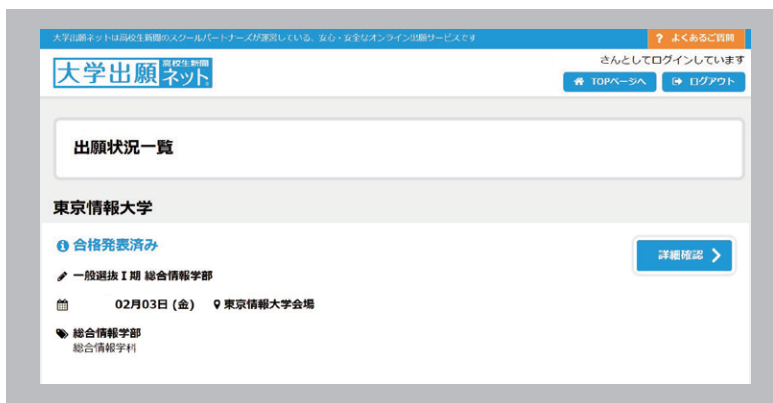 大学出願ネットは高校生新聞のスクールパートナーズが運営している、安心・安全なオンライン出願サービスです
? よくあるご質問
大学出願 高校生新聞 ネット
さんとしてログインしています
TOPページへ
ログアウト
出願状況一覧
東京情報大学
合格発表済み
詳細確認
一般選抜Ⅰ期 総合情報学部
02月03日 (金) 東京情報大学会場
総合情報学部
総合情報学科